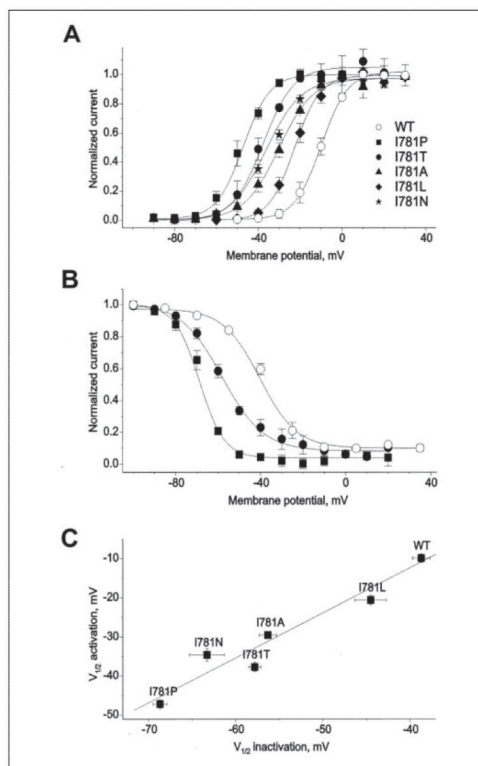 A
Normalized current
1.0
0.8
0.6
0.4
0.2
0.0
WT
I781P
I781T
I781A
I781L
I781N
-80 -40 0 40
Membrane potential, mV
B
Normalized current
1.0
0.8
0.6
0.4
0.2
0.0
-80 -40 0 40
Membrane potential, mV
C
V1/2 activation, mV
-10
-20
-30
-40
-50
WT
I781L
I781A
I781N
I781T
I781P
-70 -60 -50 -40
V1/2 inactivation, mV